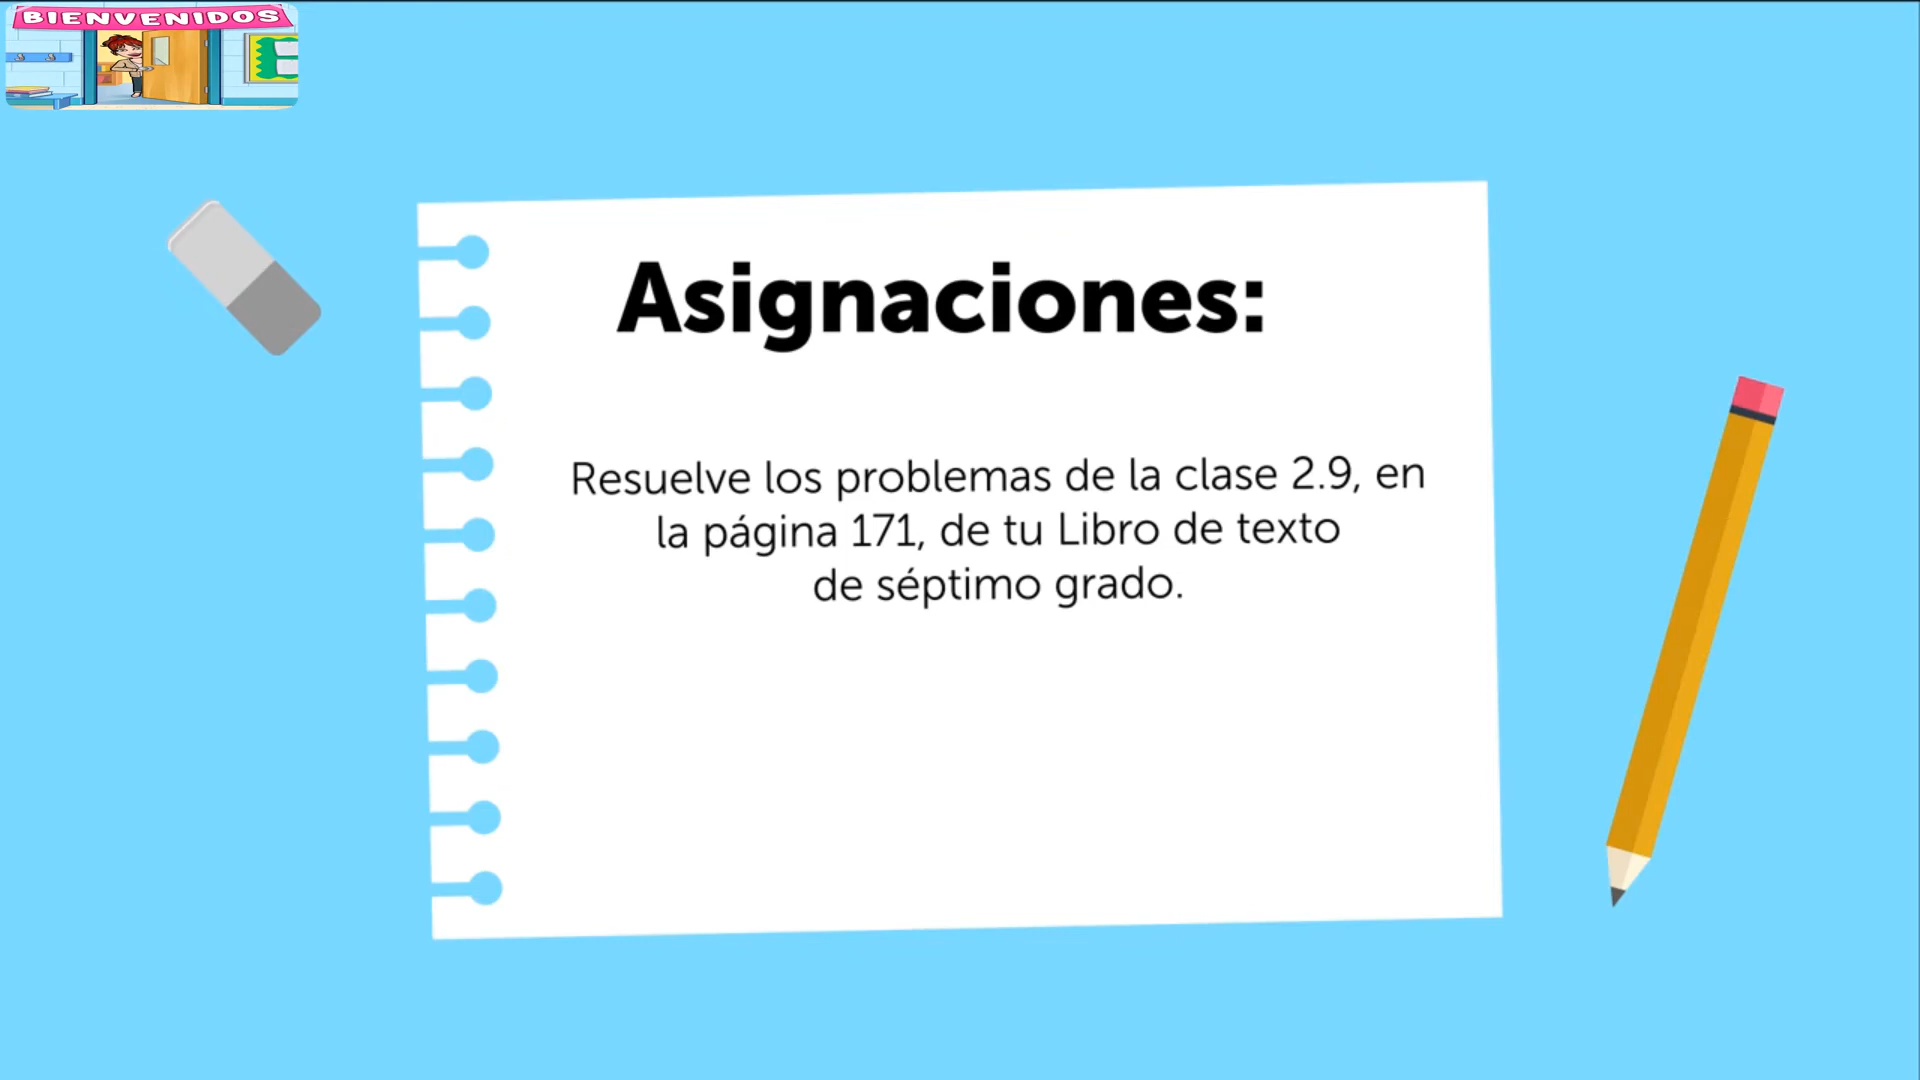 BIENVENIDOS
Asignaciones:
Resuelve los problemas de la clase 2.9, en
la página 171, de tu Libro de texto
de séptimo grado.